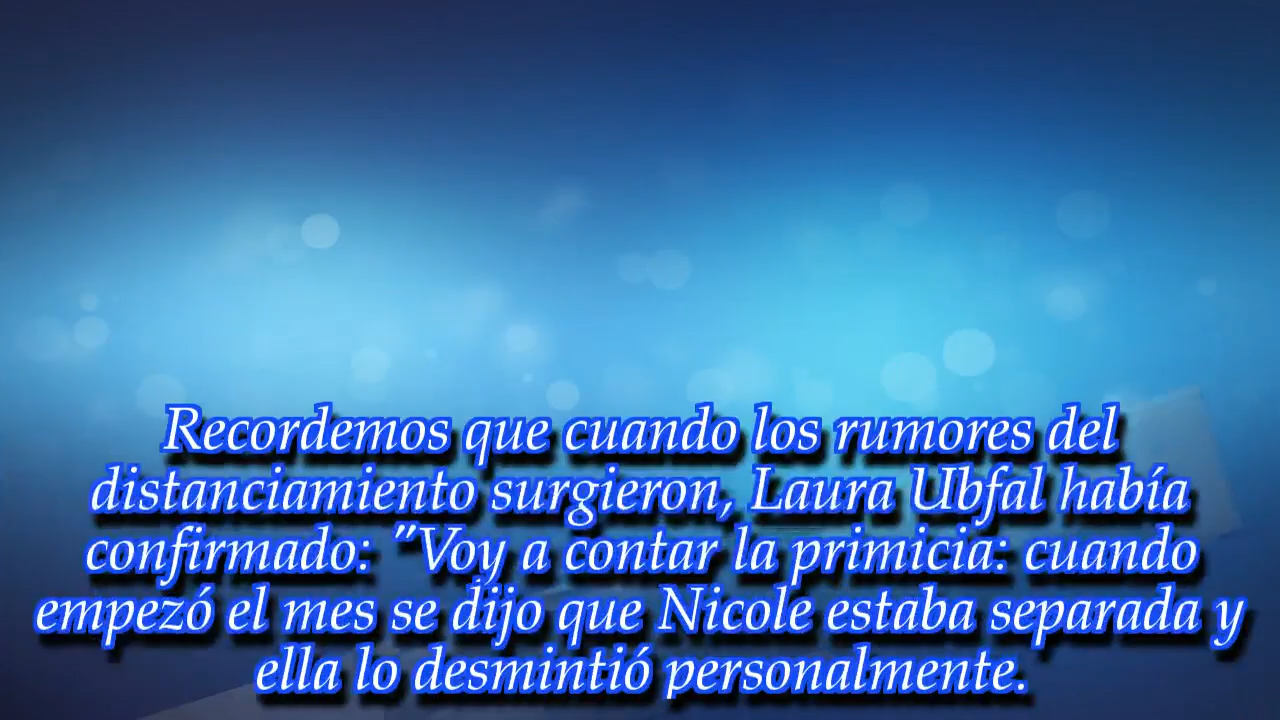 Recordemos que cuando los rumores del
distanciamiento surgieron, Laura Ubfal había
confirmado: "Voy a contar la primicia: cuando
empezó el mes se dijo que Nicole estaba separada y
ella lo desmintió personalmente.